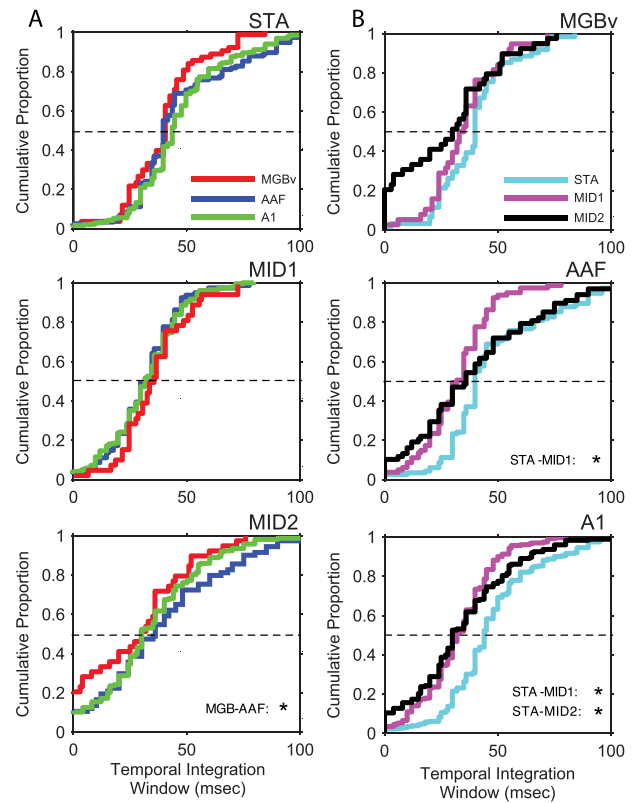 A
STA
Cumulative Proportion
1
0.8
0.6
0.4
0.2
0
MGBv
AAF
A1
0
50
100
MID1
Cumulative Proportion
1
0.8
0.6
0.4
0.2
0
0
50
100
MID2
Cumulative Proportion
1
0.8
0.6
0.4
0.2
0
MGB-AAF: *
0
50
100
Temporal Integration
Window (msec)
B
MGBv
Cumulative Proportion
1
0.8
0.6
0.4
0.2
0
STA
MID1
MID2
0
50
100
AAF
Cumulative Proportion
1
0.8
0.6
0.4
0.2
0
STA-MID1: *
0
50
100
A1
Cumulative Proportion
1
0.8
0.6
0.4
0.2
0
STA-MID1: *
STA-MID2: *
0
50
100
Temporal Integration
Window (msec)